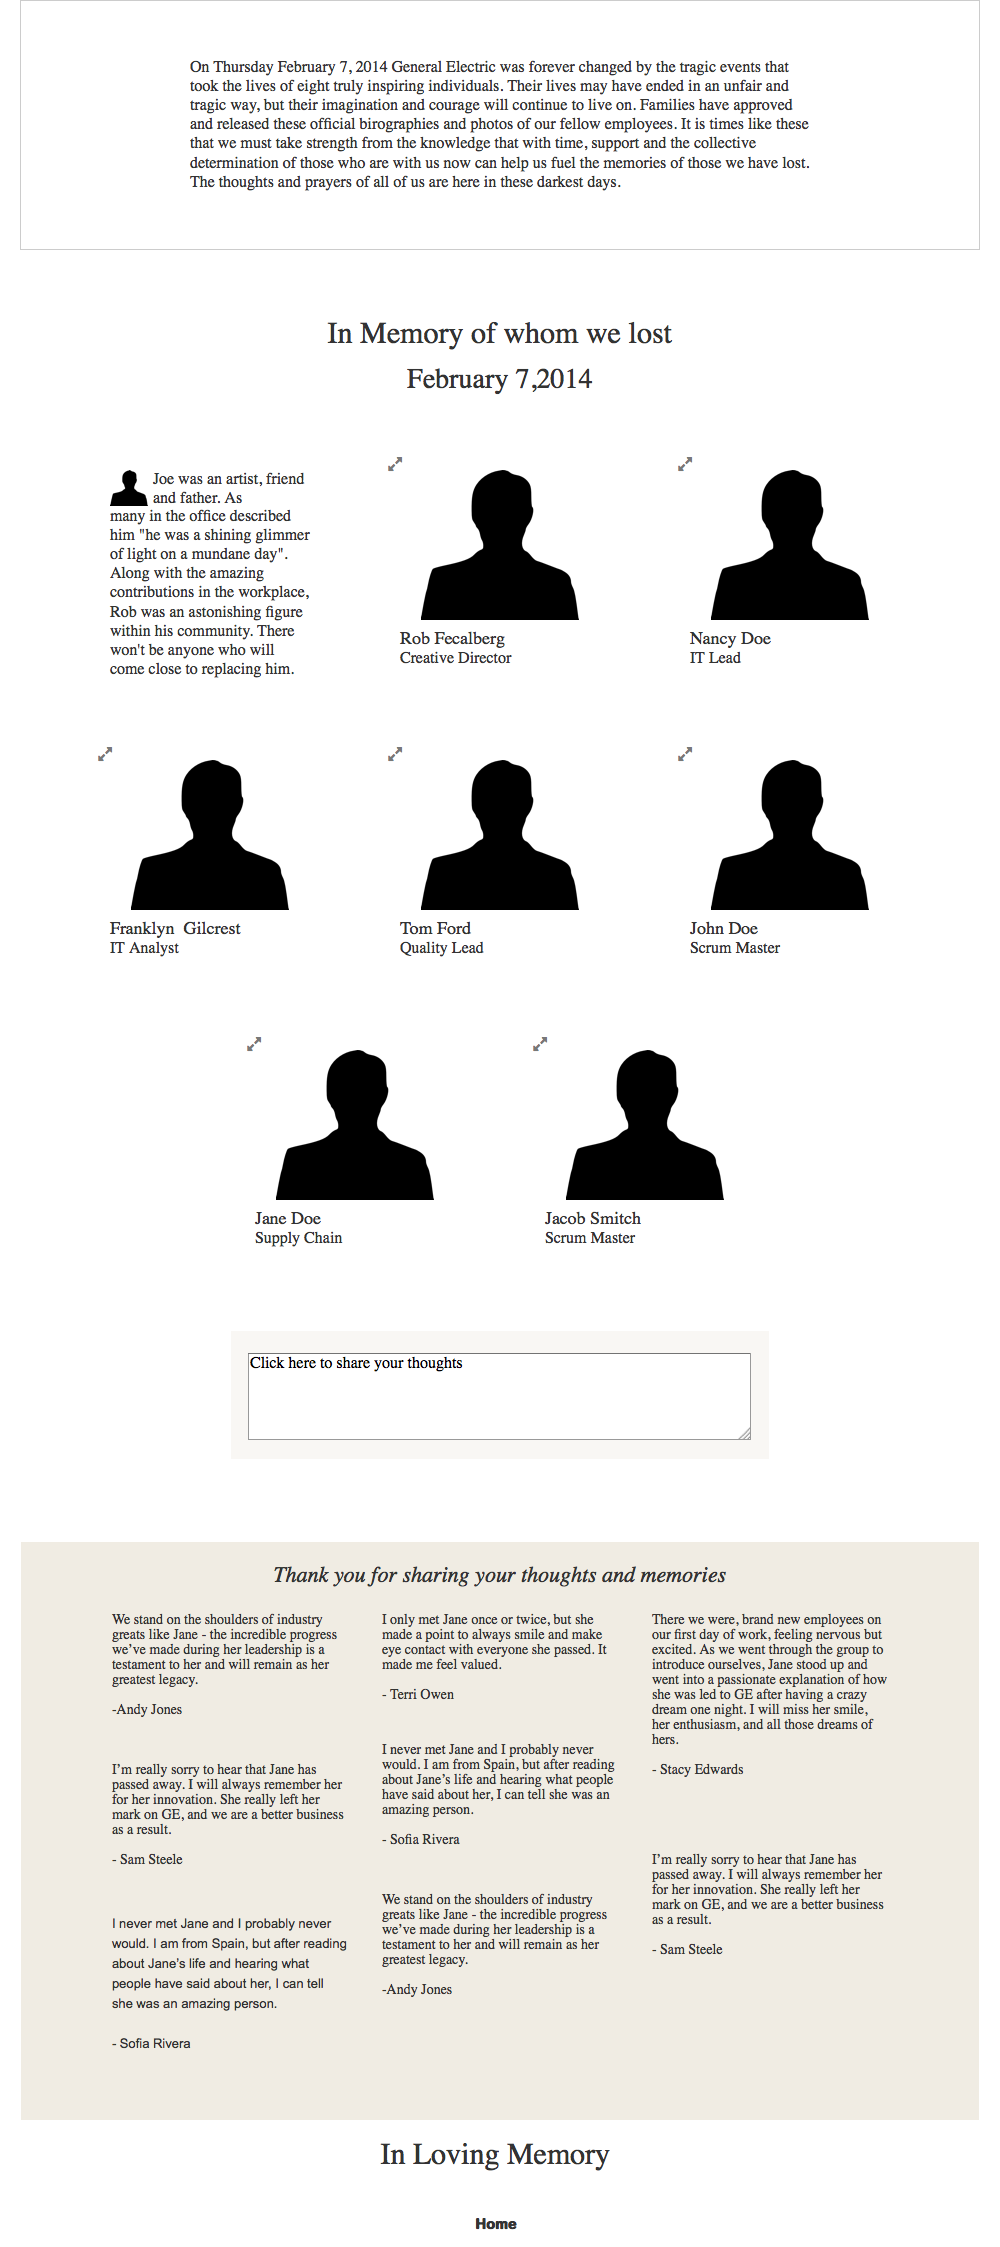 On Thursday February 7, 2014 General Electric was forever changed by the tragic events that
took the lives of eight truly inspiring individuals. Their lives may have ended in an unfair and
tragic way, but their imagination and courage will continue to live on. Families have approved
and released these official birographies and photos of our fellow employees. It is times like these
that we must take strength from the knowledge that with time, support and the collective
determination of those who are with us now can help us fuel the memories of those we have lost.
The thoughts and prayers of all of us are here in these darkest days.
In Memory of whom we lost
February 7,2014
Joe was an artist, friend
and father. As
many in the office described
him "he was a shining glimmer
of light on a mundane day".
Along with the amazing
contributions in the workplace,
Rob was an astonishing figure
within his community. There
won't be anyone who will
come close to replacing him.
Rob Fecalberg
Creative Director
Nancy Doe
IT Lead
Franklyn  Gilcrest
IT Analyst
Tom Ford
Quality Lead
John Doe
Scrum Master
Jane Doe
Supply Chain
Jacob Smitch
Scrum Master
Click here to share your thoughts
Thank you for sharing your thoughts and memories
We stand on the shoulders of industry
greats like Jane - the incredible progress
we’ve made during her leadership is a
testament to her and will remain as her
greatest legacy.
-Andy Jones
I’m really sorry to hear that Jane has
passed away. I will always remember her
for her innovation. She really left her
mark on GE, and we are a better business
as a result.
- Sam Steele
I never met Jane and I probably never
would. I am from Spain, but after reading
about Jane’s life and hearing what
people have said about her, I can tell
she was an amazing person.
- Sofia Rivera
I only met Jane once or twice, but she
made a point to always smile and make
eye contact with everyone she passed. It
made me feel valued.
- Terri Owen
I never met Jane and I probably never
would. I am from Spain, but after reading
about Jane’s life and hearing what people
have said about her, I can tell she was an
amazing person.
- Sofia Rivera
We stand on the shoulders of industry
greats like Jane - the incredible progress
we’ve made during her leadership is a
testament to her and will remain as her
greatest legacy.
-Andy Jones
There we were, brand new employees on
our first day of work, feeling nervous but
excited. As we went through the group to
introduce ourselves, Jane stood up and
went into a passionate explanation of how
she was led to GE after having a crazy
dream one night. I will miss her smile,
her enthusiasm, and all those dreams of
hers.
- Stacy Edwards
I’m really sorry to hear that Jane has
passed away. I will always remember her
for her innovation. She really left her
mark on GE, and we are a better business
as a result.
- Sam Steele
In Loving Memory
Home